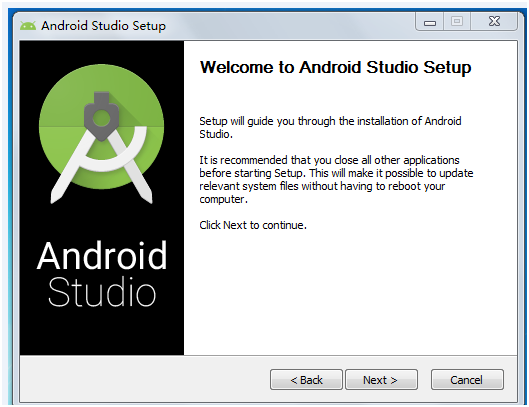 Android Studio Setup
Welcome to Android Studio Setup
Setup will guide you through the installation of Android
Studio.
It is recommended that you close all other applications
before starting Setup. This will make it possible to update
relevant system files without having to reboot your
computer.
Click Next to continue.
Android
Studio
< Back
Next >
Cancel